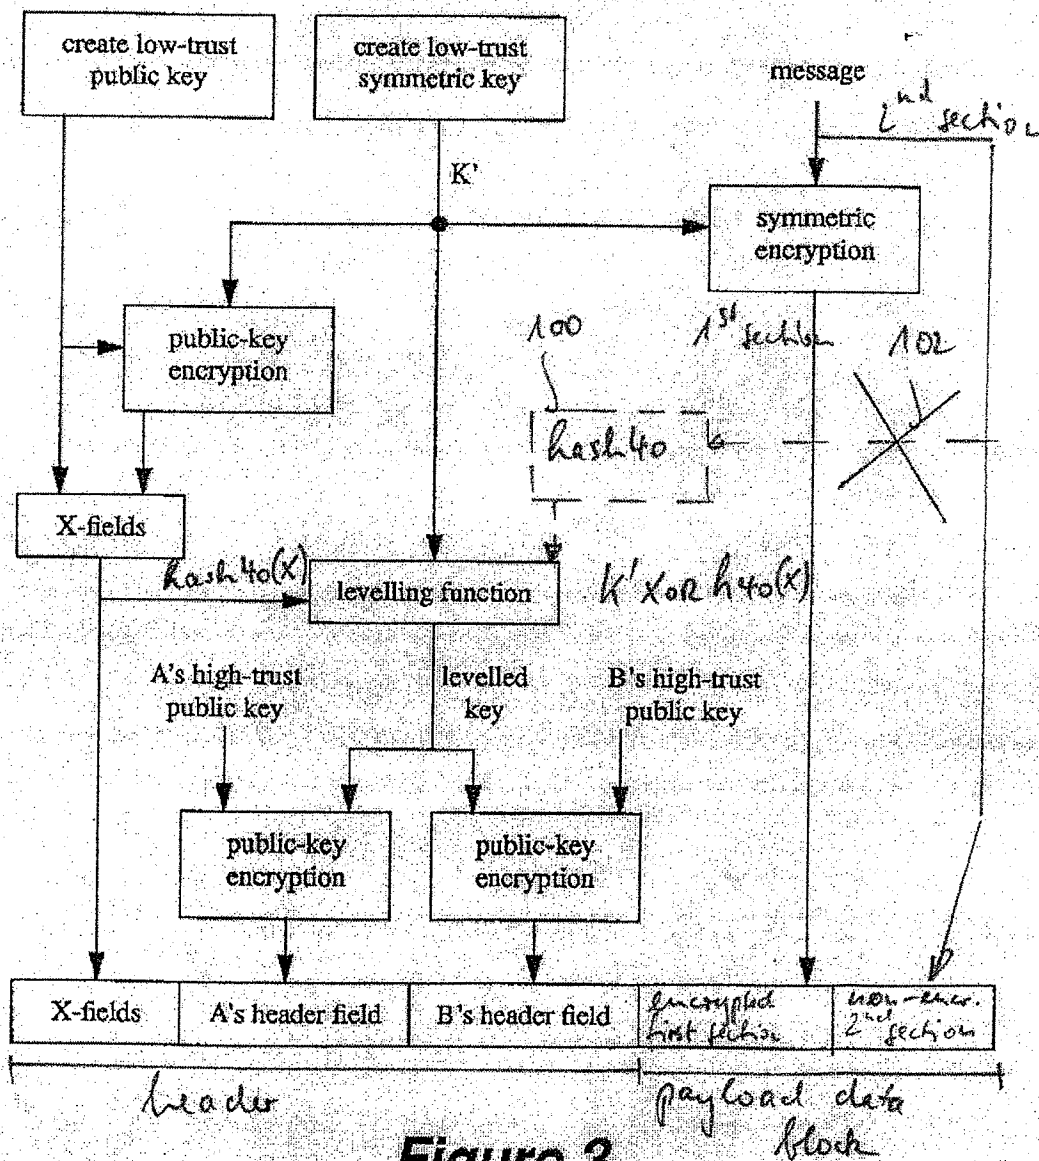 create low-trust
public key
create low-trust
symmetric key
message
2nd section
K'
symmetric
encryption
public-key
encryption
100
1st section
102
hash40
X-fields
hash40(X)
levelling function
K' XOR h40(X)
A's high-trust
public key
levelled
key
B's high-trust
public key
public-key
encryption
public-key
encryption
X-fields
A's header field
B's header field
encrypted
first section
non-encr.
2nd section
header
payload data
block
Figure 3